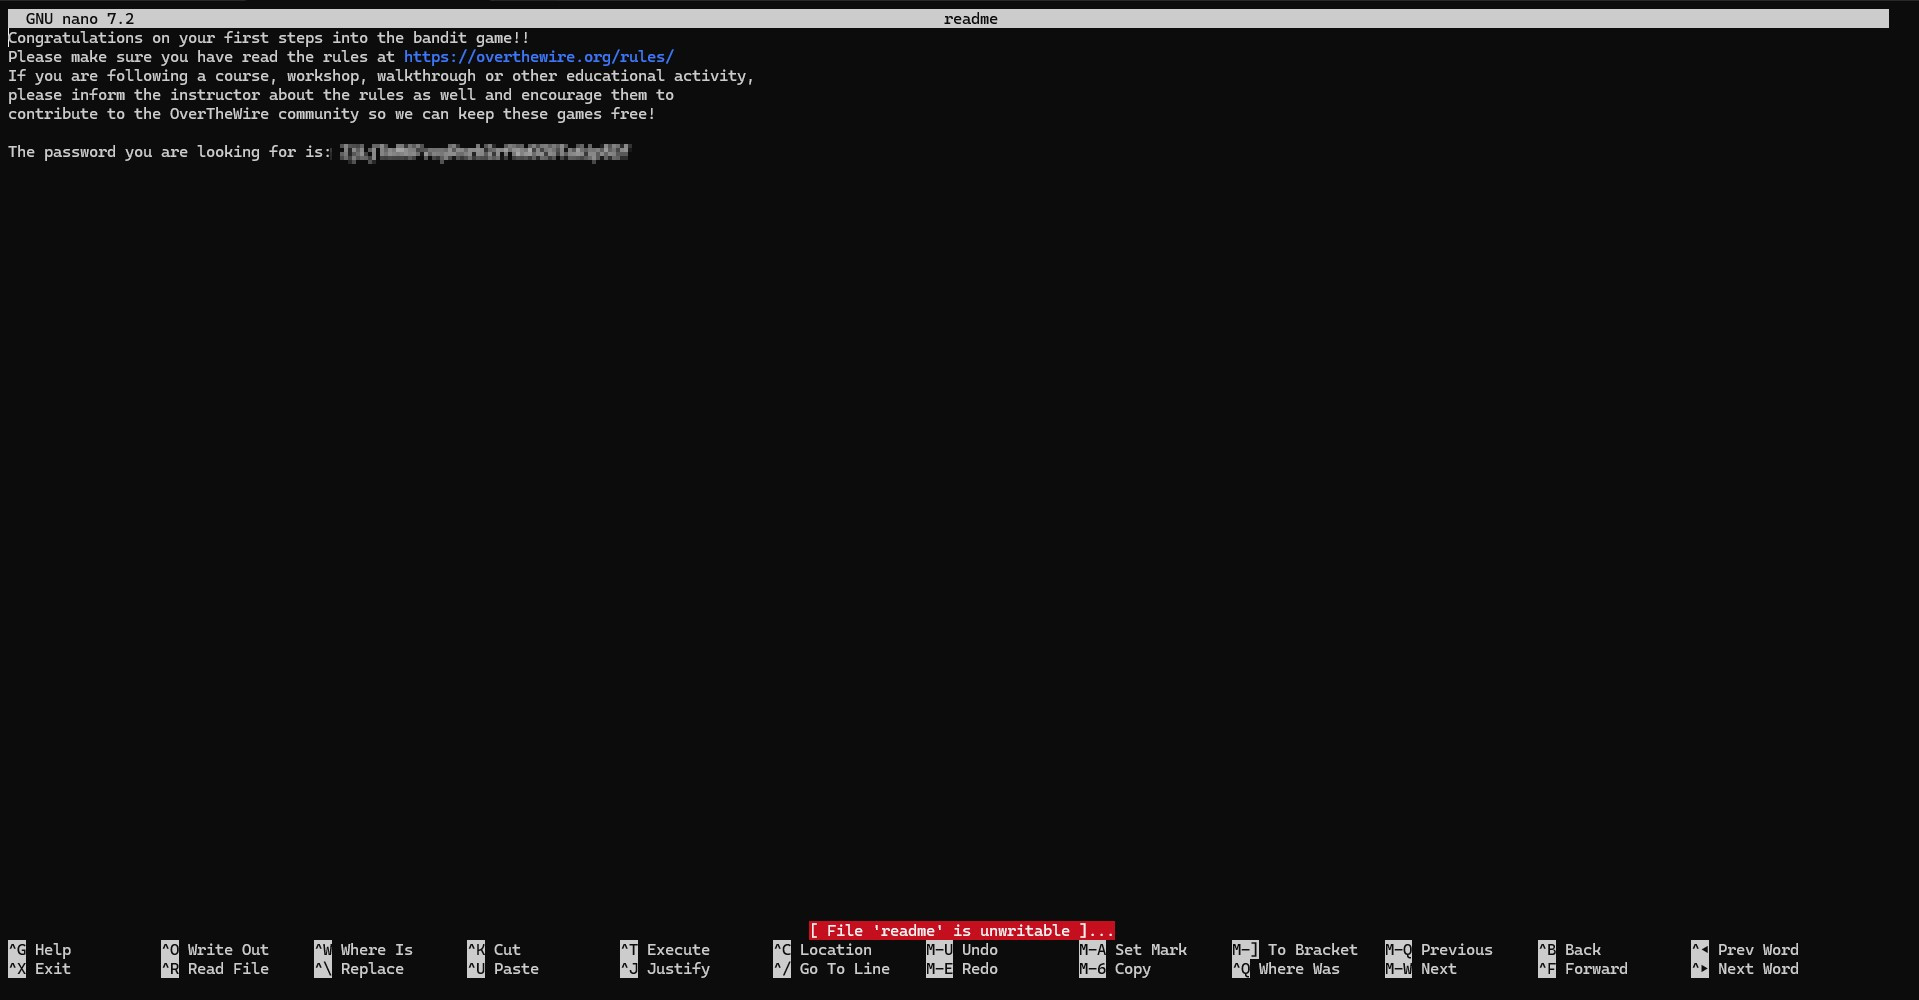 GNU nano 7.2 readme
Congratulations on your first steps into the bandit game!!
Please make sure you have read the rules at https://overthewire.org/rules/
If you are following a course, workshop, walkthrough or other educational activity,
please inform the instructor about the rules as well and encourage them to
contribute to the OverTheWire community so we can keep these games free!
The password you are looking for is:
[ File 'readme' is unwritable ]...
^G Help ^O Write Out ^W Where Is ^K Cut ^T Execute ^C Location M-U Undo M-A Set Mark M-] To Bracket M-Q Previous ^B Back ^◂ Prev Word
^X Exit ^R Read File ^\ Replace ^U Paste ^J Justify ^/ Go To Line M-E Redo M-6 Copy ^Q Where Was M-W Next ^F Forward ^▸ Next Word